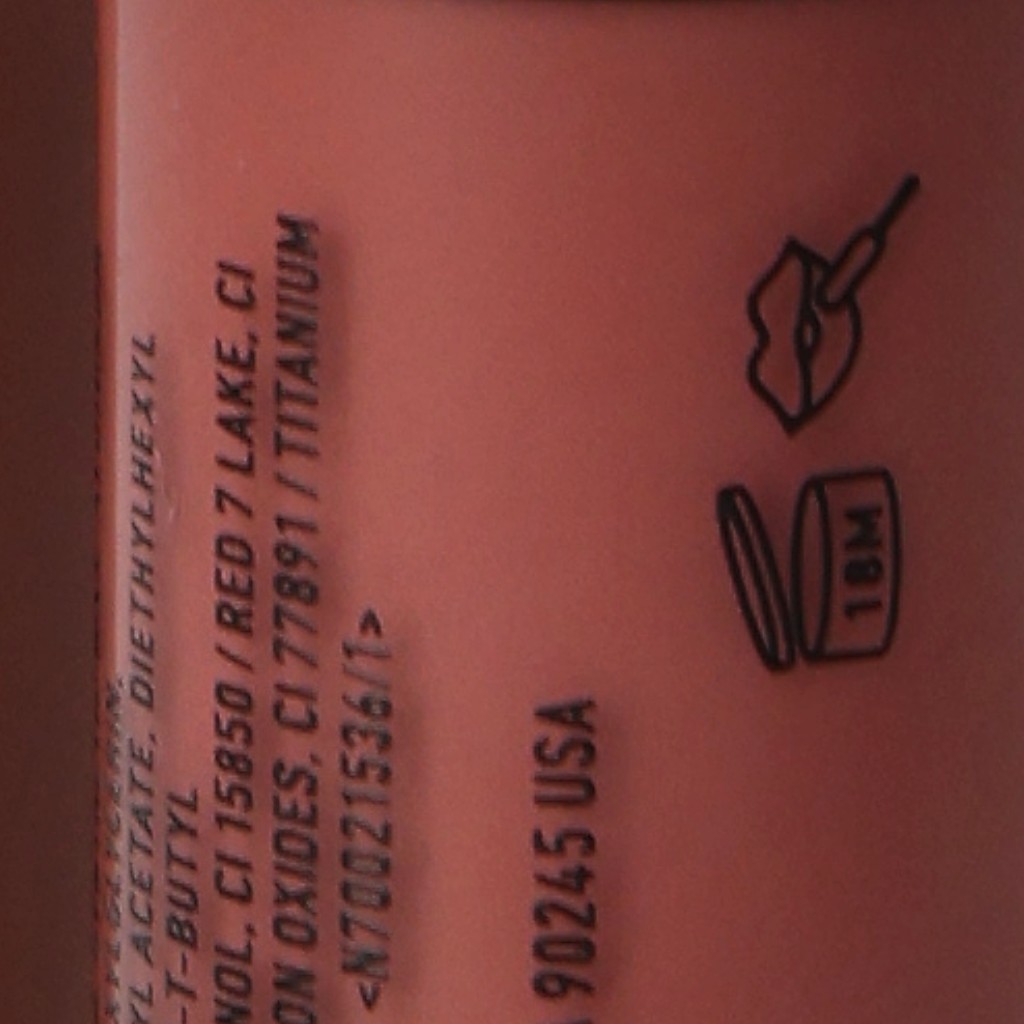 YL ACETATE, DIETHYLHEXYL
-T-BUTYL
NOL, CI 15850 / RED 7 LAKE, CI
ON OXIDES, CI 77891 / TITANIUM
<N70021536/1>
90245 USA
18M